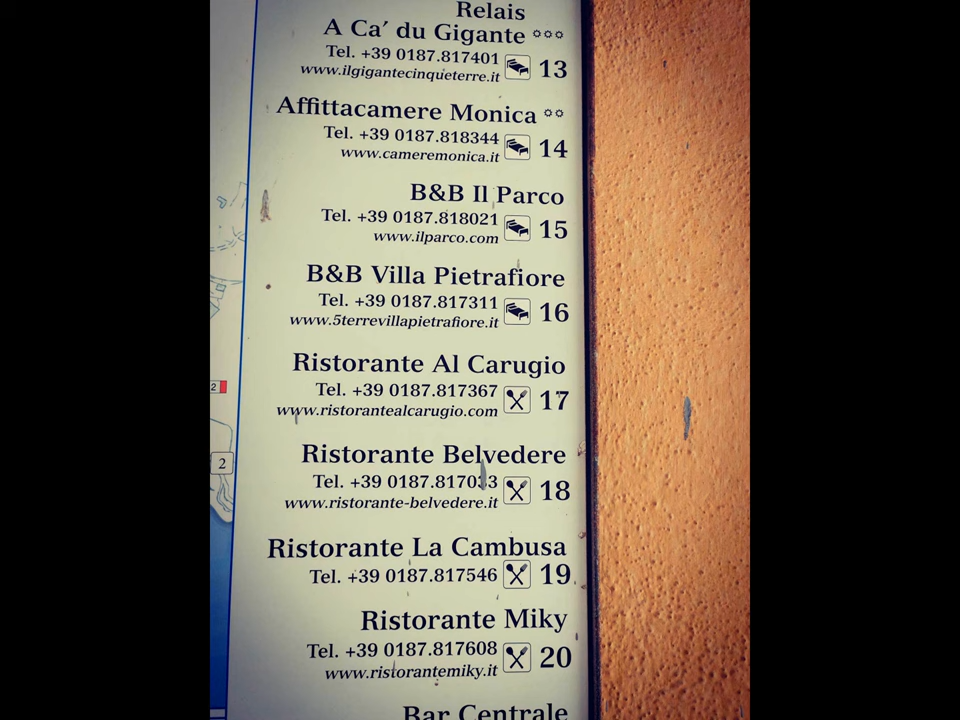 Relais
A Ca' du Gigante ☼☼☼
Tel. +39 0187.817401
www.ilgigantecinqueterre.it
13
Affittacamere Monica ☼☼
Tel. +39 0187.818344
www.cameremonica.it
14
B&B Il Parco
Tel. +39 0187.818021
www.ilparco.com
15
B&B Villa Pietrafiore
Tel. +39 0187.817311
www.5terrevillapietrafiore.it
16
Ristorante Al Carugio
Tel. +39 0187.817367
www.ristorantealcarugio.com
17
Ristorante Belvedere
Tel. +39 0187.817033
www.ristorante-belvedere.it
18
Ristorante La Cambusa
Tel. +39 0187.817546
19
Ristorante Miky
Tel. +39 0187.817608
www.ristorantemiky.it
20
Bar Centrale
2
2